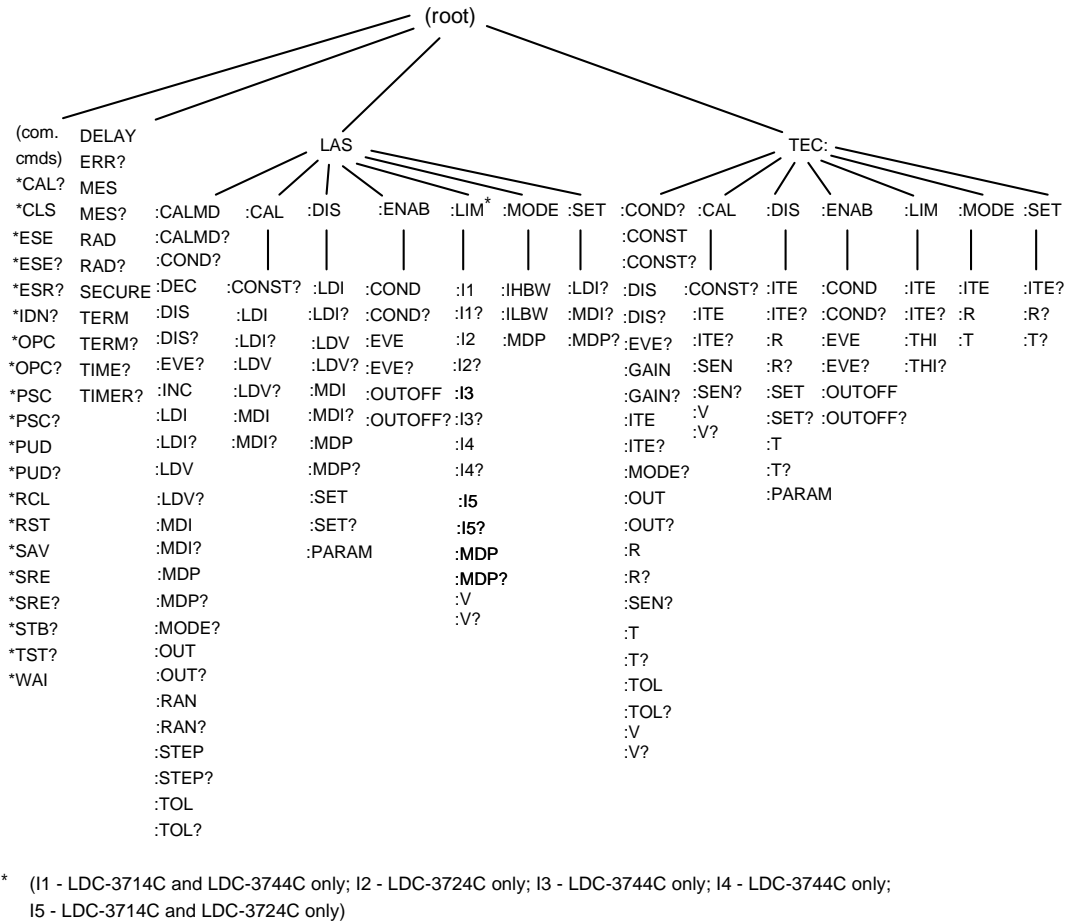 (root)
(com.
cmds)
*CAL?
*CLS
*ESE
*ESE?
*ESR?
*IDN?
*OPC
*OPC?
*PSC
*PSC?
*PUD
*PUD?
*RCL
*RST
*SAV
*SRE
*SRE?
*STB?
*TST?
*WAI
DELAY
ERR?
MES
MES?
RAD
RAD?
SECURE
TERM
TERM?
TIME?
TIMER?
LAS
:CALMD
:CALMD?
:COND?
:DEC
:DIS
:DIS?
:EVE?
:INC
:LDI
:LDI?
:LDV
:LDV?
:MDI
:MDI?
:MDP
:MDP?
:MODE?
:OUT
:OUT?
:RAN
:RAN?
:STEP
:STEP?
:TOL
:TOL?
:CAL
:CONST?
:LDI
:LDI?
:LDV
:LDV?
:MDI
:MDI?
:DIS
:LDI
:LDI?
:LDV
:LDV?
:MDI
:MDI?
:MDP
:MDP?
:SET
:SET?
:PARAM
:ENAB
:COND
:COND?
:EVE
:EVE?
:OUTOFF
:OUTOFF?
:LIM*
:I1
:I1?
:I2
:I2?
:I3
:I3?
:I4
:I4?
:I5
:I5?
:MDP
:MDP?
:V
:V?
:MODE
:IHBW
:ILBW
:MDP
:SET
:LDI?
:MDI?
:MDP?
TEC:
:COND?
:CONST
:CONST?
:DIS
:DIS?
:EVE?
:GAIN
:GAIN?
:ITE
:ITE?
:MODE?
:OUT
:OUT?
:R
:R?
:SEN?
:T
:T?
:TOL
:TOL?
:V
:V?
:CAL
:CONST?
:ITE
:ITE?
:SEN
:SEN?
:V
:V?
:DIS
:ITE
:ITE?
:R
:R?
:SET
:SET?
:T
:T?
:PARAM
:ENAB
:COND
:COND?
:EVE
:EVE?
:OUTOFF
:OUTOFF?
:LIM
:ITE
:ITE?
:THI
:THI?
:MODE
:ITE
:R
:T
:SET
:ITE?
:R?
:T?
* (I1 - LDC-3714C and LDC-3744C only; I2 - LDC-3724C only; I3 - LDC-3744C only; I4 - LDC-3744C only;
I5 - LDC-3714C and LDC-3724C only)